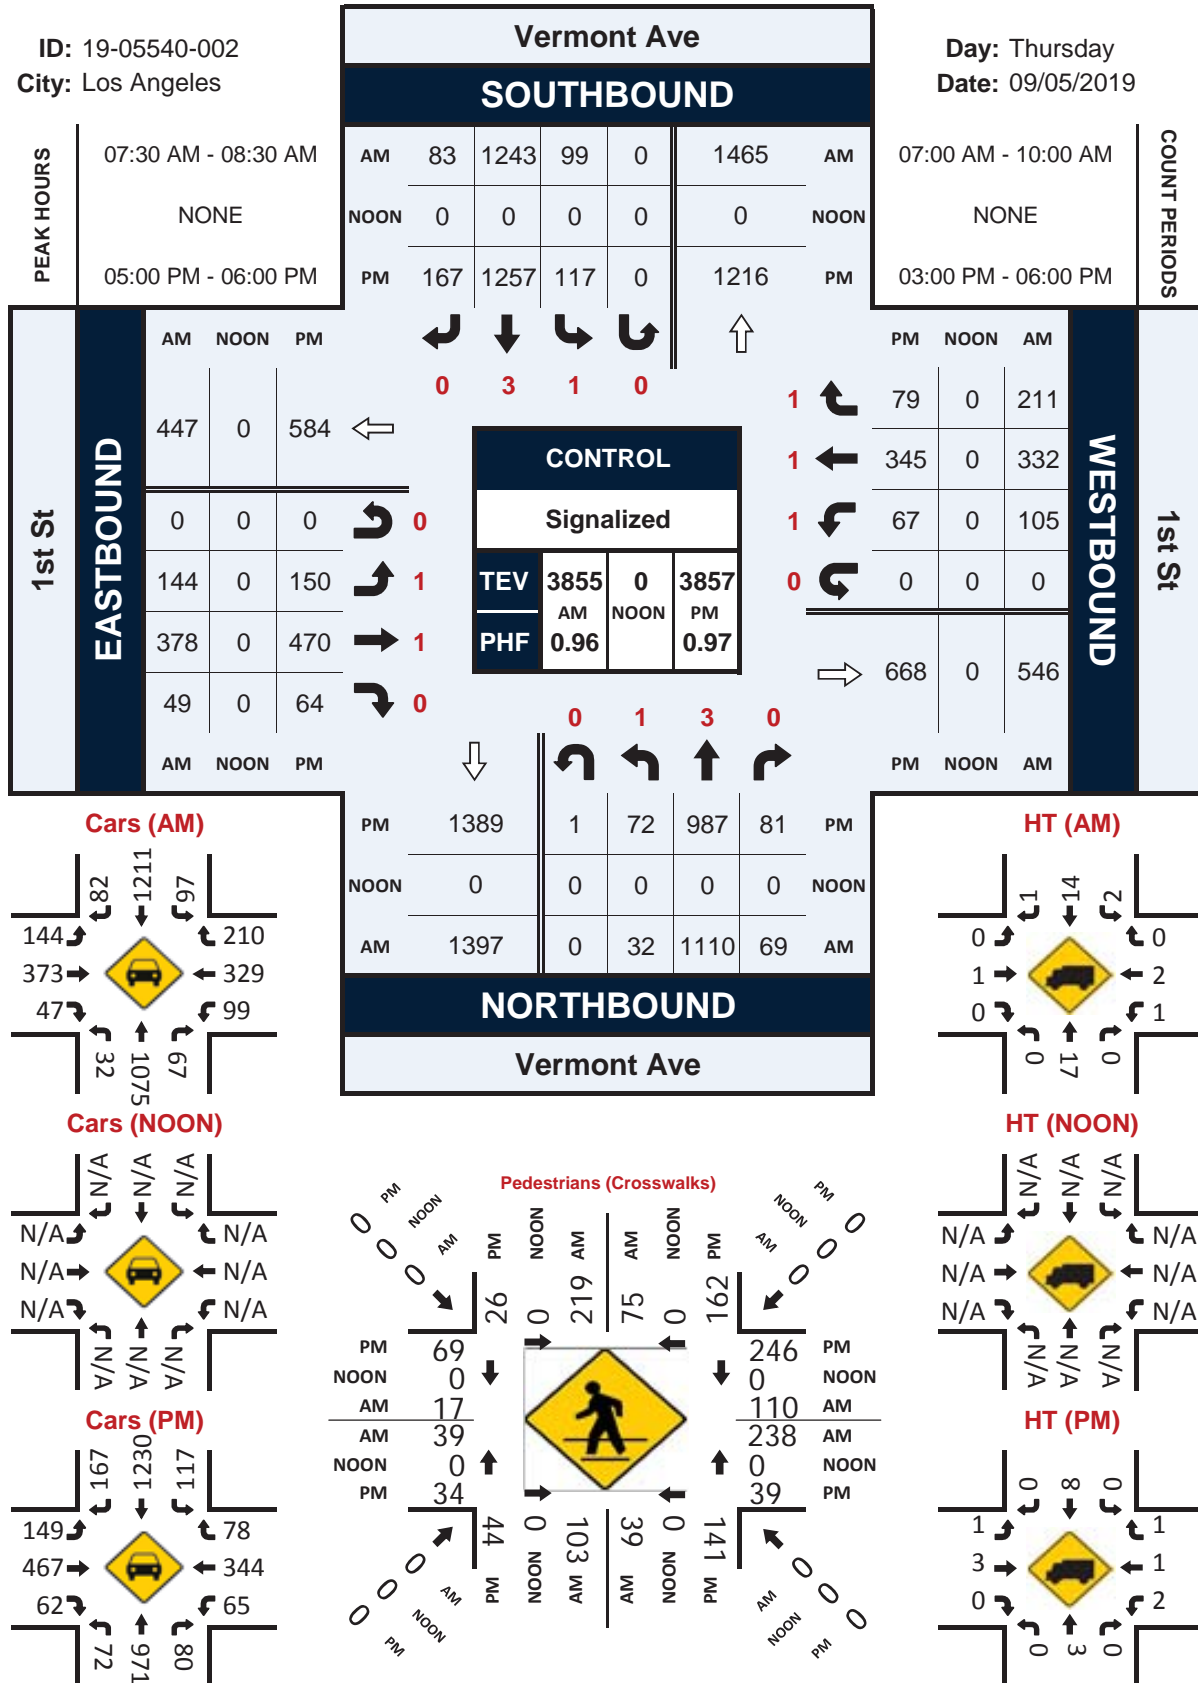 Vermont Ave
ID: 19-05540-002
City: Los Angeles
Day: Thursday
Date: 09/05/2019
SOUTHBOUND
PEAK HOURS
07:30 AM - 08:30 AM
NONE
05:00 PM - 06:00 PM
AM 83 1243 99 0 1465 AM
NOON 0 0 0 0 0 NOON
PM 167 1257 117 0 1216 PM
07:00 AM - 10:00 AM
NONE
03:00 PM - 06:00 PM
COUNT PERIODS
0 3 1 0
1st St
EASTBOUND
AM NOON PM
447 0 584
0 0 0 0
144 0 150 1
378 0 470 1
49 0 64 0
AM NOON PM
CONTROL
Signalized
TEV 3855 0 3857
AM NOON PM
PHF 0.96 0.97
PM NOON AM
1 79 0 211
1 345 0 332
1 67 0 105
0 0 0 0
668 0 546
PM NOON AM
WESTBOUND
1st St
0 1 3 0
PM 1389 1 72 987 81 PM
NOON 0 0 0 0 0 NOON
AM 1397 0 32 1110 69 AM
NORTHBOUND
Vermont Ave
Cars (AM)
82 1211 97
144 210
373 329
47 99
32 1075 67
HT (AM)
1 14 2
0 0
1 2
0 1
0 17 0
Cars (NOON)
N/A N/A N/A
N/A N/A
N/A N/A
N/A N/A
N/A N/A N/A
HT (NOON)
N/A N/A N/A
N/A N/A
N/A N/A
N/A N/A
N/A N/A N/A
Cars (PM)
167 1230 117
149 78
467 344
62 65
72 971 80
HT (PM)
0 8 0
1 1
3 1
0 2
0 3 0
Pedestrians (Crosswalks)
PM NOON AM
0 0 0
PM NOON AM AM NOON PM
26 0 219 75 0 162
PM NOON AM
0 0 0
PM 69 246 PM
NOON 0 0 NOON
AM 17 110 AM
AM 39 238 AM
NOON 0 0 NOON
PM 34 39 PM
44 0 103 39 0 141
PM NOON AM AM NOON PM
0 0 0
AM NOON PM
0 0 0
AM NOON PM